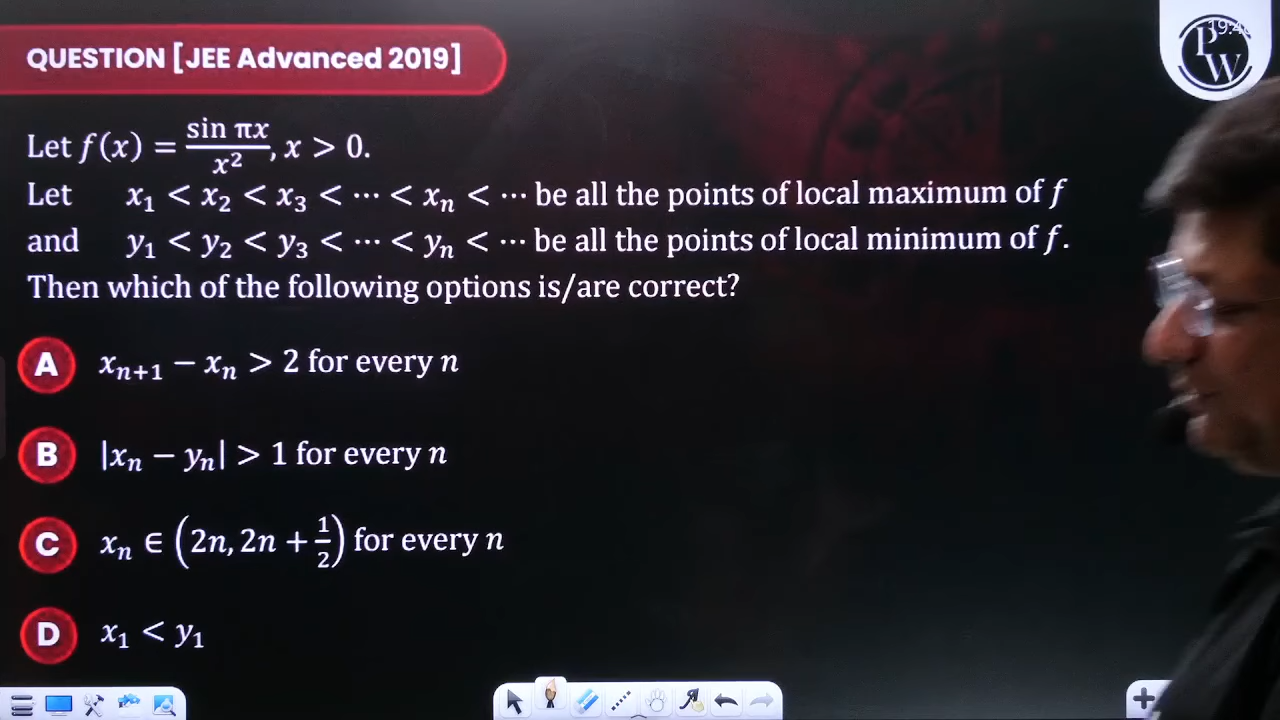 QUESTION [JEE Advanced 2019]
19:4
PW
Let f(x) = sin πx / x², x > 0.
Let x₁ < x₂ < x₃ < ⋯ < xₙ < ⋯ be all the points of local maximum of f
and y₁ < y₂ < y₃ < ⋯ < yₙ < ⋯ be all the points of local minimum of f.
Then which of the following options is/are correct?
A xₙ₊₁ − xₙ > 2 for every n
B |xₙ − yₙ| > 1 for every n
C xₙ ∈ (2n, 2n + 1/2) for every n
D x₁ < y₁